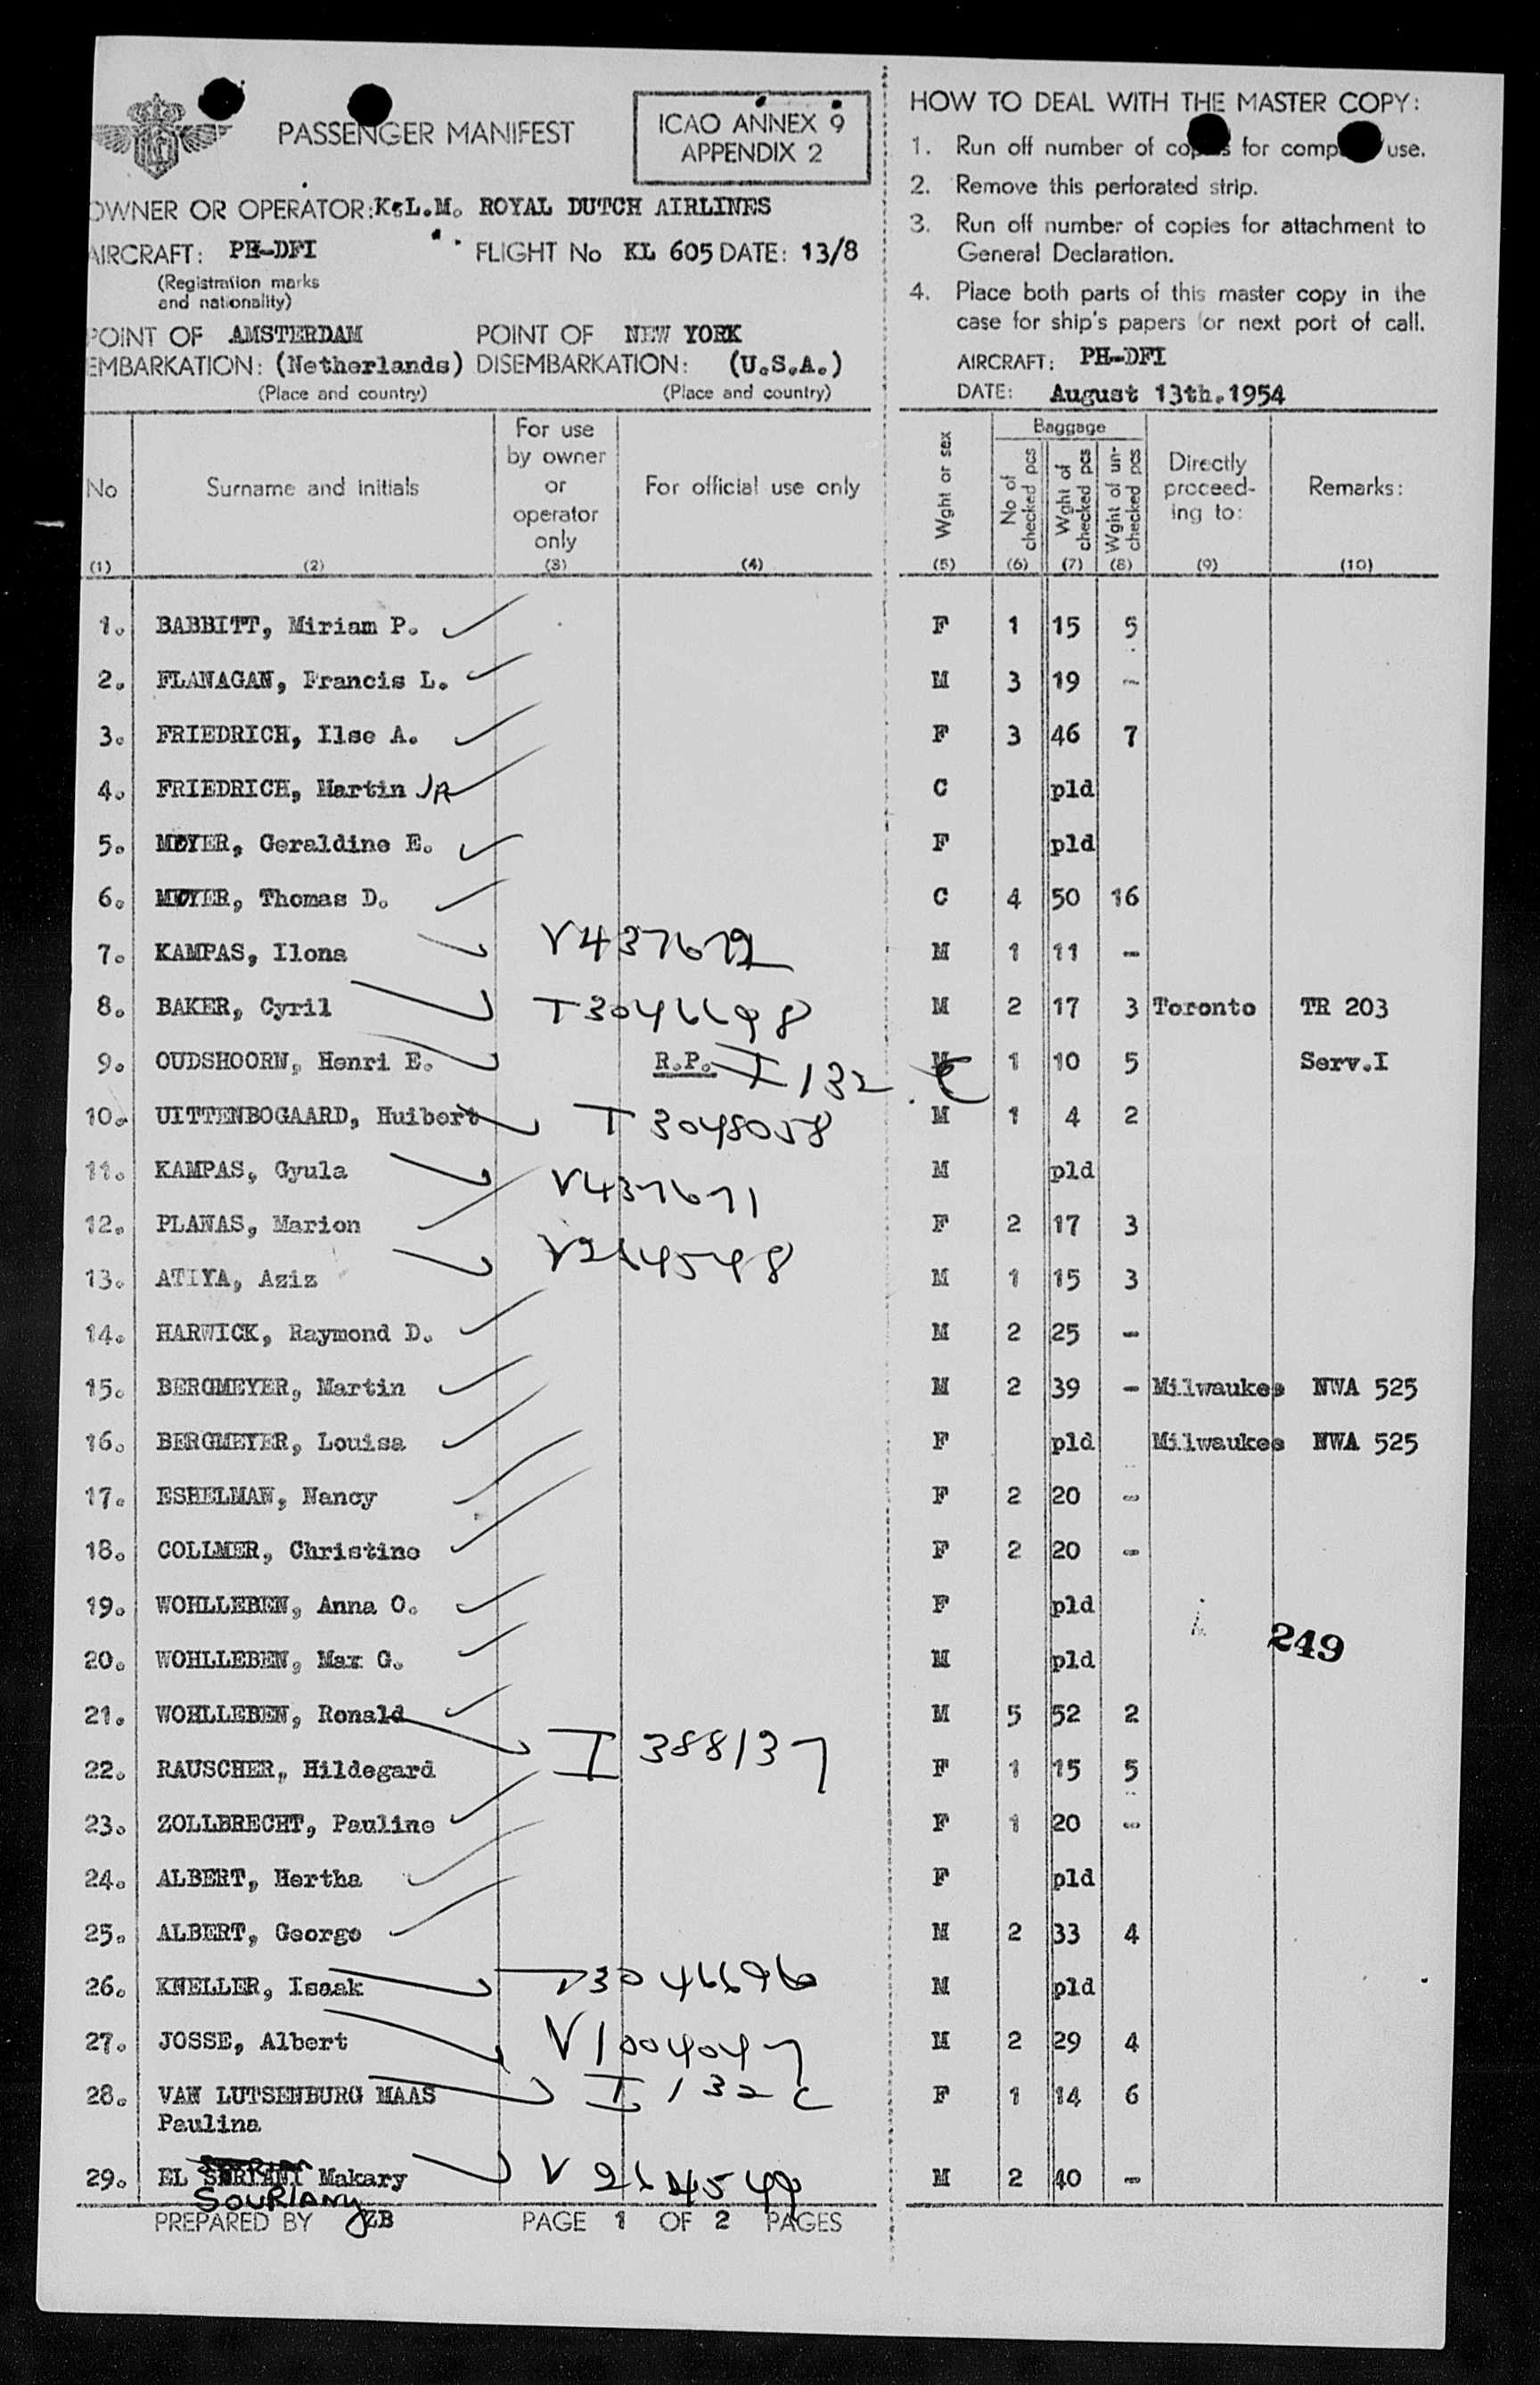 PASSENGER MANIFEST
ICAO ANNEX 9
APPENDIX 2
OWNER OR OPERATOR: K.L.M. ROYAL DUTCH AIRLINES
AIRCRAFT: PH-DFI FLIGHT No KL 605 DATE: 13/8
(Registration marks
and nationality)
POINT OF AMSTERDAM POINT OF NEW YORK
EMBARKATION: (Netherlands) DISEMBARKATION: (U.S.A.)
(Place and country) (Place and country)
HOW TO DEAL WITH THE MASTER COPY:
1. Run off number of for use.
2. Remove this perforated strip.
3. Run off number of copies for attachment to
General Declaration.
4. Place both parts of this master copy in the
case for ship's papers for next port of call.
AIRCRAFT: PH-DFI
DATE: August 13th.1954
No
(1)
Surname and initials
(2)
For use
by owner
or
operator
only
(3)
For official use only
(4)
Wght or sex
(5)
Baggage
No of
checked pcs
(6)
Wght of
checked pcs
(7)
Wght of un-
checked pcs
(8)
Directly
proceed-
ing to:
(9)
Remarks:
(10)
1. BABBITT, Miriam P. F 1 15 5
2. FLANAGAN, Francis L. M 3 19 -
3. FRIEDRICH, Ilse A. F 3 46 7
4. FRIEDRICH, Martin JR C pld
5. MEYER, Geraldine E. F pld
6. MEYER, Thomas D. C 4 50 16
7. KAMPAS, Ilona V437672 M 1 11 -
8. BAKER, Cyril T3046698 M 2 17 3 Toronto TR 203
9. OUDSHOORN, Henri E. R.P. I 132 C M 1 10 5 Serv.I
10. UITTENBOGAARD, Huibert T 3048058 M 1 4 2
11. KAMPAS, Gyula V437671 M pld
12. PLANAS, Marion F 2 17 3
13. ATIYA, Aziz V264548 M 1 15 3
14. HARWICK, Raymond D. M 2 25 -
15. BERGMEYER, Martin M 2 39 - Milwaukee NWA 525
16. BERGMEYER, Louisa F pld Milwaukee NWA 525
17. ESHELMAN, Nancy F 2 20 -
18. COLLMER, Christine F 2 20 -
19. WOHLLEBEN, Anna O. F pld
20. WOHLLEBEN, Max G. M pld
249
21. WOHLLEBEN, Ronald M 5 52 2
22. RAUSCHER, Hildegard I 388137 F 1 15 5
23. ZOLLBRECHT, Pauline F 1 20 -
24. ALBERT, Hertha F pld
25. ALBERT, George M 2 33 4
26. KNELLER, Isaak T3046696 M pld
27. JOSSE, Albert V1004047 M 2 29 4
28. VAN LUTSENBURG MAAS I 132 C F 1 14 6
Paulina
29. EL Makary V 264549 M 2 40 -
SOURIANY
PREPARED BY ZB PAGE 1 OF 2 PAGES